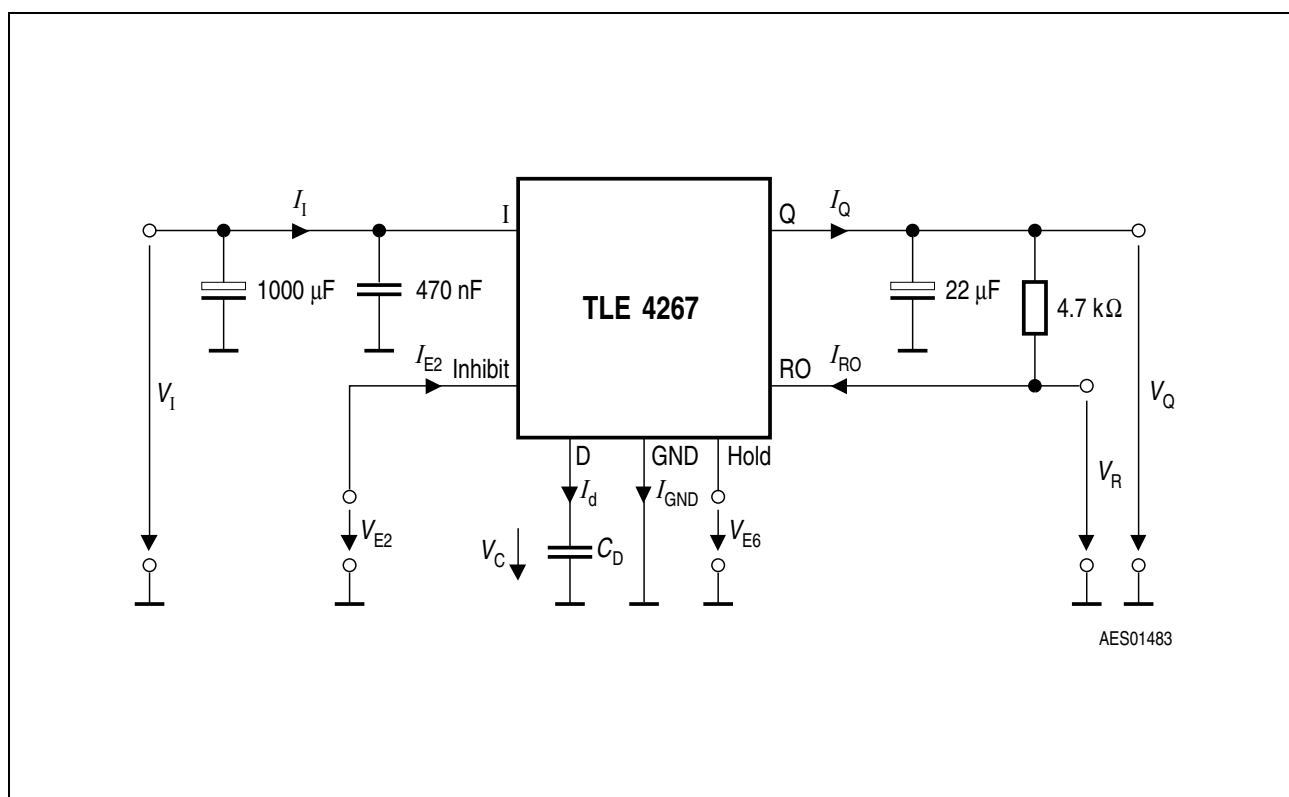 I_I
I
Q
I_Q
1000 µF
470 nF
TLE 4267
22 µF
4.7 kΩ
I_E2
Inhibit
RO
I_RO
V_I
V_Q
D
GND
Hold
V_R
I_d
I_GND
V_E2
V_C
C_D
V_E6
AES01483